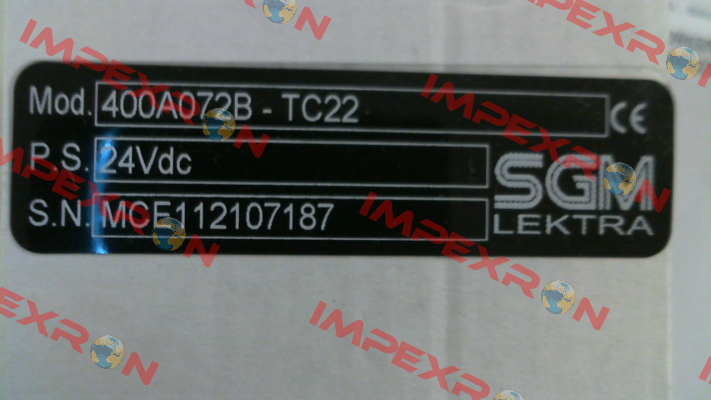 IMPEXRON
IMPEXRON
Mod. 400A072B - TC22 CE
P.S. 24Vdc
S.N. MCE112107187
SGM
LEKTRA
IMPEXRON
IMPEXRON
IMPEXRON
IMPEXRON